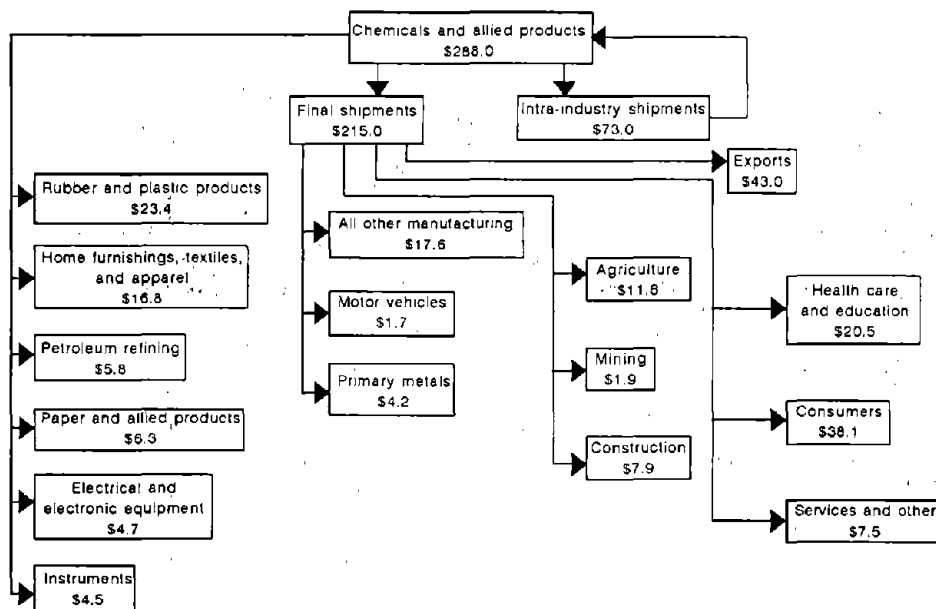 Chemicals and allied products
$288.0
Final shipments
$215.0
Intra-industry shipments
$73.0
Exports
$43.0
Rubber and plastic products
$23.4
Home furnishings, textiles,
and apparel
$16.8
Petroleum refining
$5.8
Paper and allied products
$6.3
Electrical and
electronic equipment
$4.7
Instruments
$4.5
All other manufacturing
$17.6
Motor vehicles
$1.7
Primary metals
$4.2
Agriculture
$11.8
Mining
$1.9
Construction
$7.9
Health care
and education
$20.5
Consumers
$38.1
Services and other
$7.5